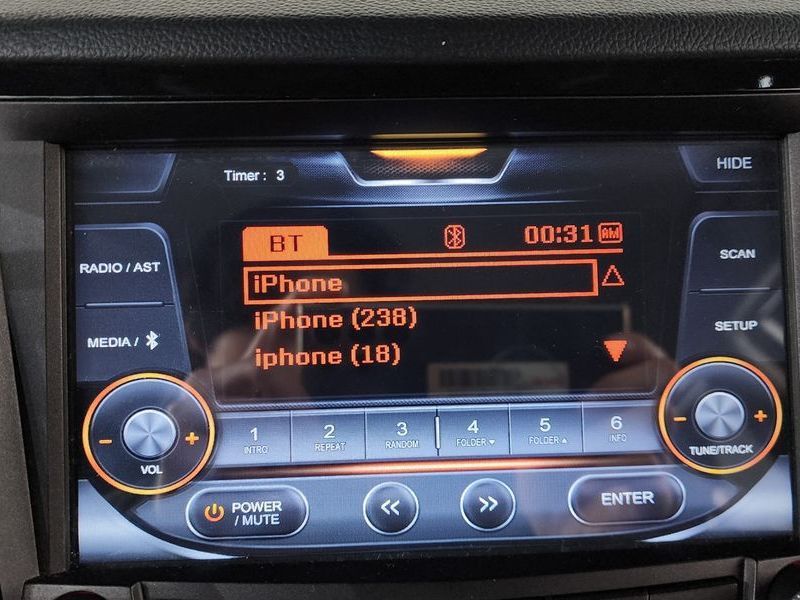 Timer : 3
HIDE
BT 00:31 AM
RADIO / AST
SCAN
iPhone
iPhone (238)
MEDIA /
SETUP
iphone (18)
1 2 3 4 5 6
INTRO REPEAT RANDOM FOLDER ▼ FOLDER ▲ INFO
- +
VOL
- +
TUNE/TRACK
POWER
/ MUTE
<< >>
ENTER